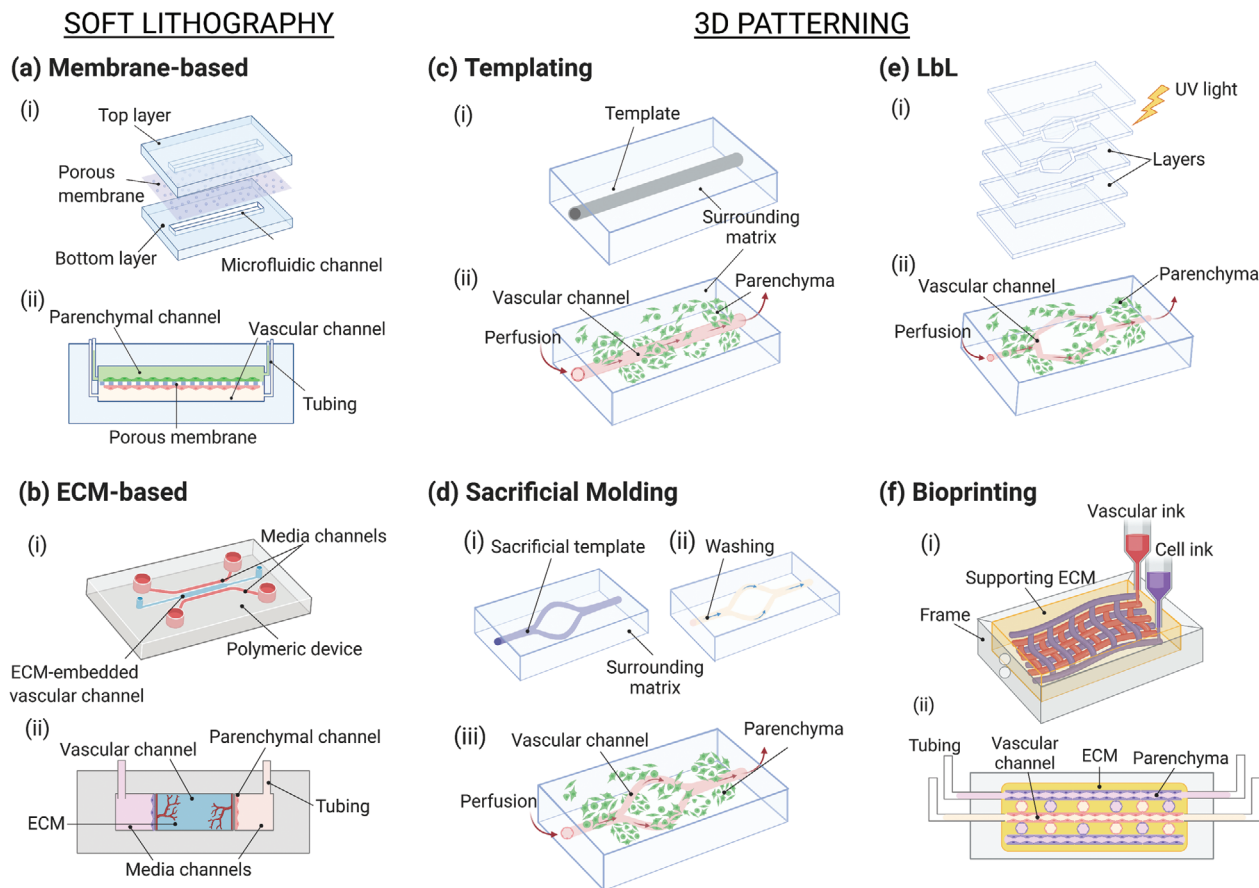 SOFT LITHOGRAPHY
3D PATTERNING
(a) Membrane-based
(i)
Top layer
Porous
membrane
Bottom layer
Microfluidic channel
(ii)
Parenchymal channel
Vascular channel
Tubing
Porous membrane
(b) ECM-based
(i)
Media channels
Polymeric device
ECM-embedded
vascular channel
(ii)
Vascular channel
Parenchymal channel
Tubing
ECM
Media channels
(c) Templating
(i)
Template
Surrounding
matrix
(ii)
Vascular channel
Parenchyma
Perfusion
(d) Sacrificial Molding
(i)
Sacrificial template
(ii)
Washing
Surrounding
matrix
(iii)
Vascular channel
Parenchyma
Perfusion
(e) LbL
(i)
UV light
Layers
(ii)
Parenchyma
Vascular channel
Perfusion
(f) Bioprinting
Vascular ink
(i)
Cell ink
Supporting ECM
Frame
(ii)
Tubing
Vascular
channel
ECM
Parenchyma